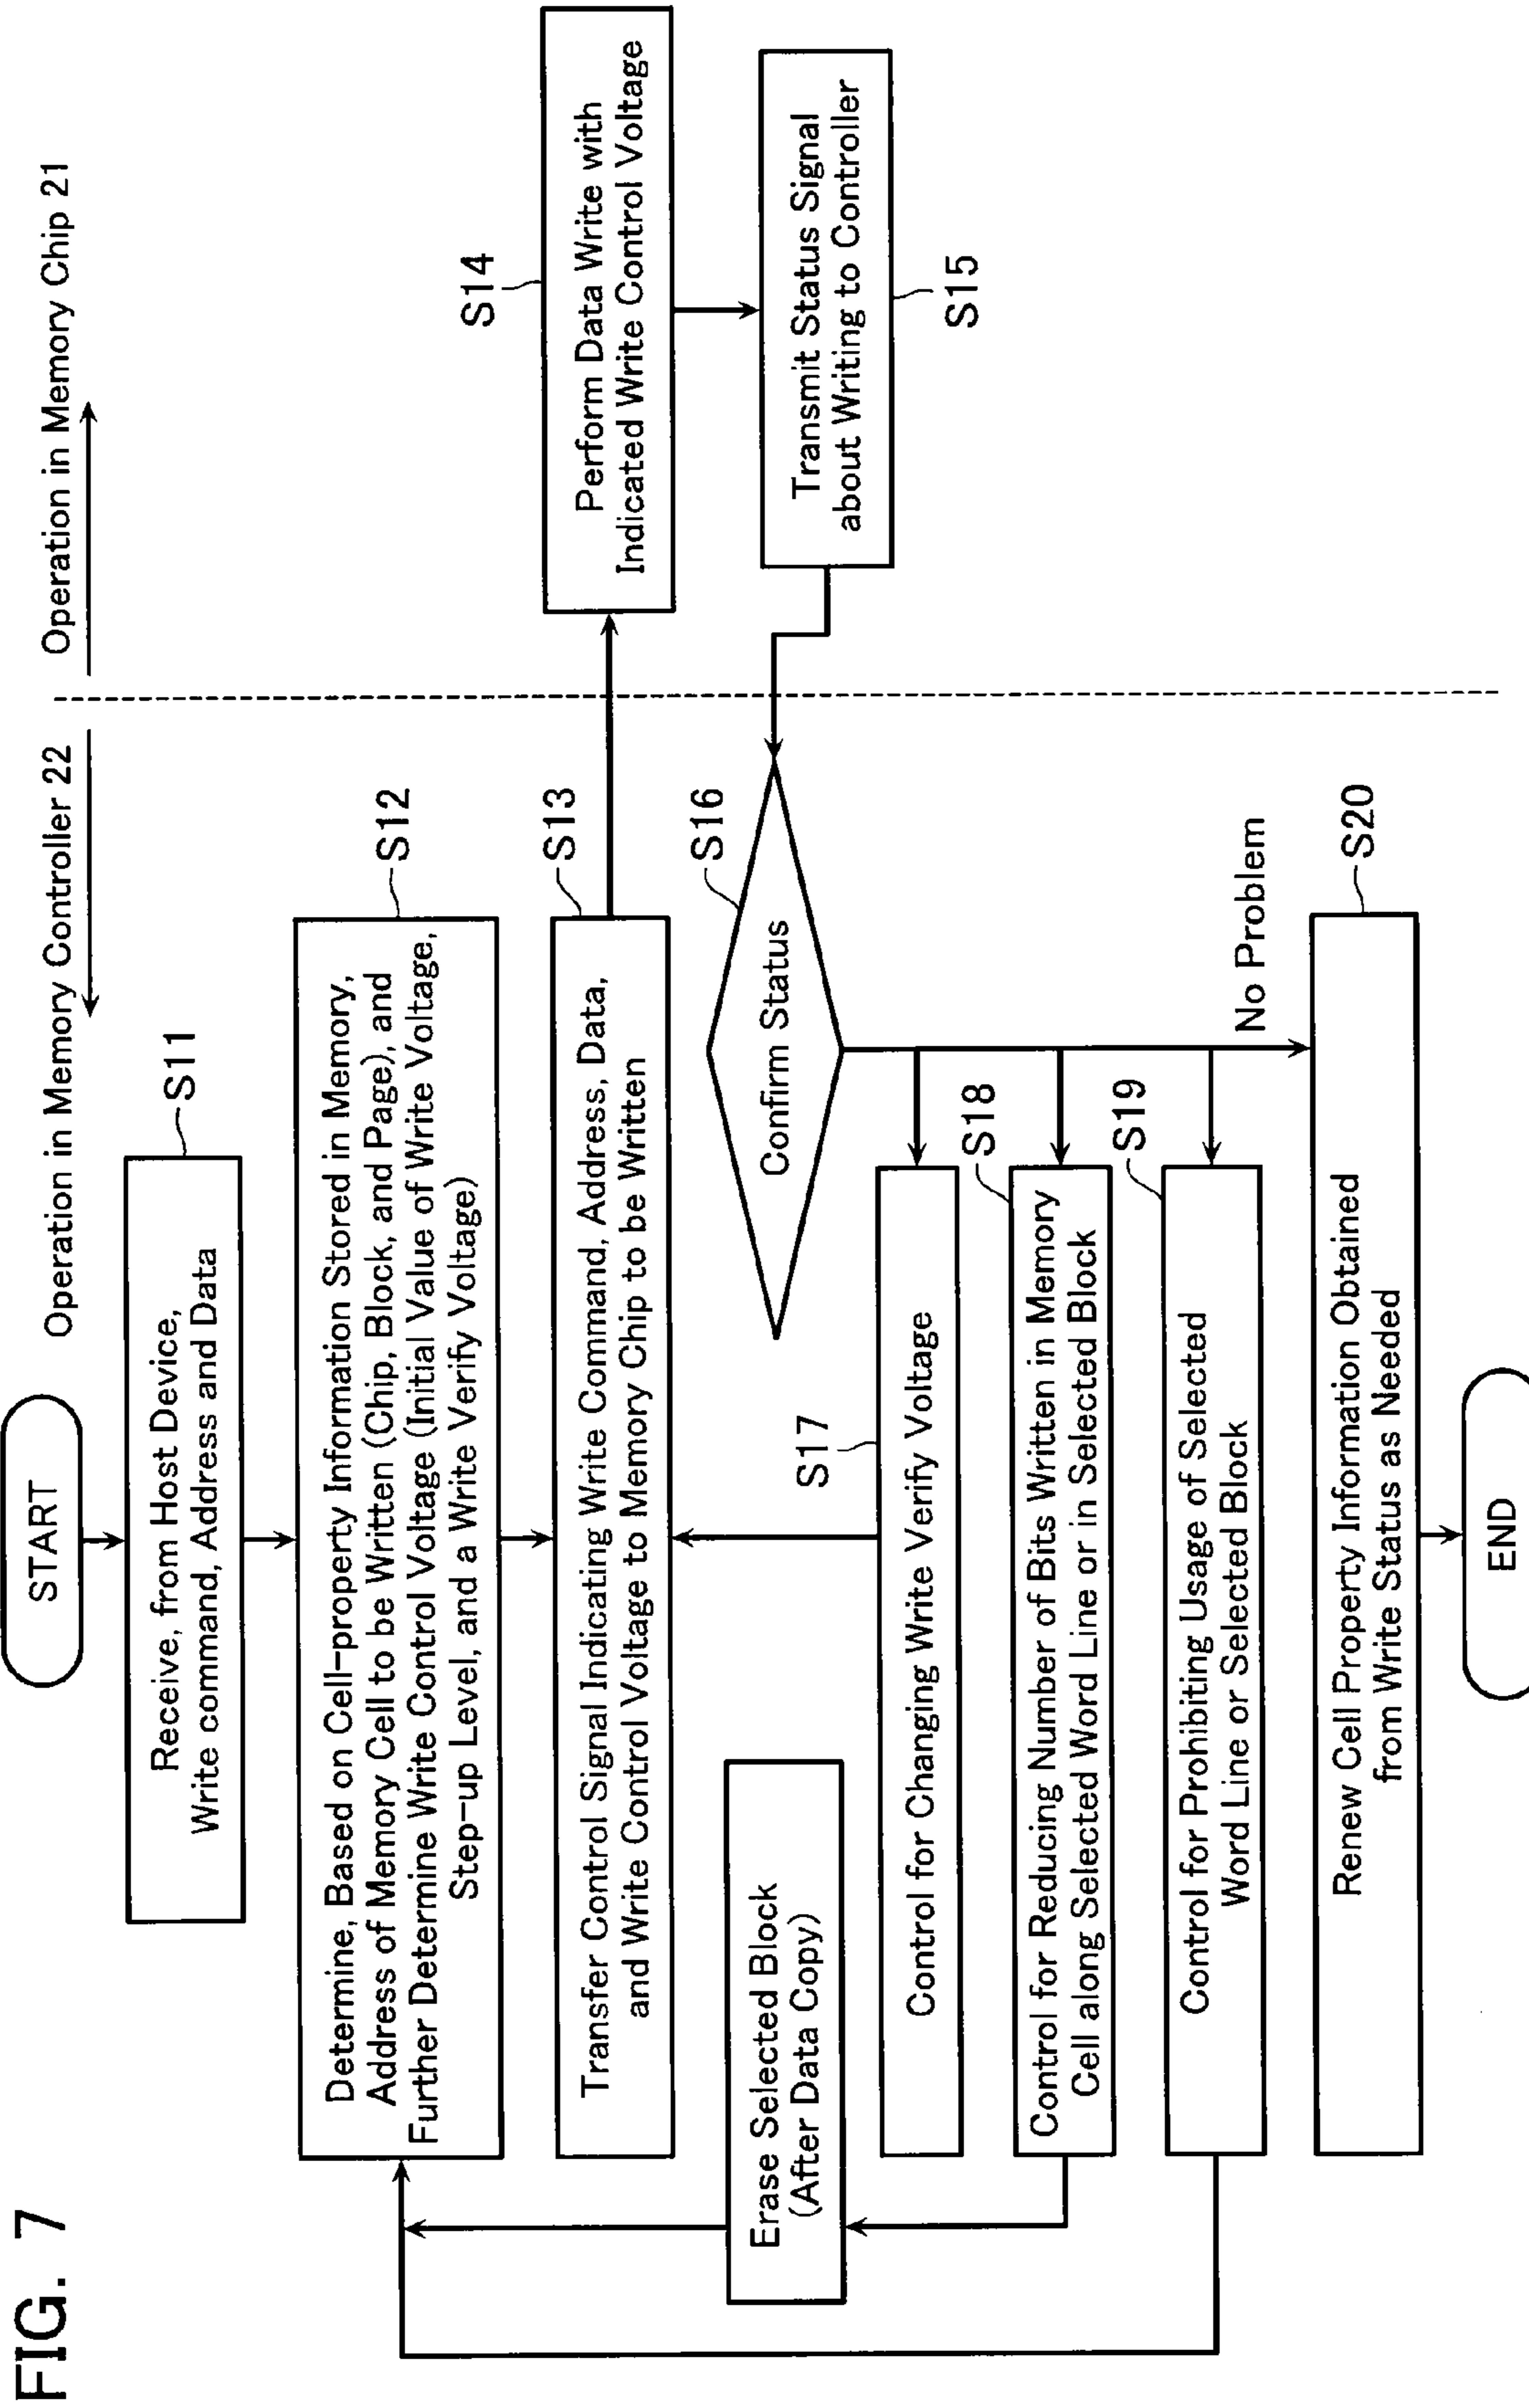 FIG. 7
Operation in Memory Controller 22
Operation in Memory Chip 21
START
S11
Receive, from Host Device,
Write command, Address and Data
S12
Determine, Based on Cell-property Information Stored in Memory,
Address of Memory Cell to be Written (Chip, Block, and Page), and
Further Determine Write Control Voltage (Initial Value of Write Voltage,
Step-up Level, and a Write Verify Voltage)
S13
Transfer Control Signal Indicating Write Command, Address, Data,
and Write Control Voltage to Memory Chip to be Written
S14
Perform Data Write with
Indicated Write Control Voltage
S15
Transmit Status Signal
about Writing to Controller
S16
Confirm Status
Erase Selected Block
(After Data Copy)
S17
Control for Changing Write Verify Voltage
S18
Control for Reducing Number of Bits Written in Memory
Cell along Selected Word Line or in Selected Block
S19
Control for Prohibiting Usage of Selected
Word Line or Selected Block
No Problem
S20
Renew Cell Property Information Obtained
from Write Status as Needed
END